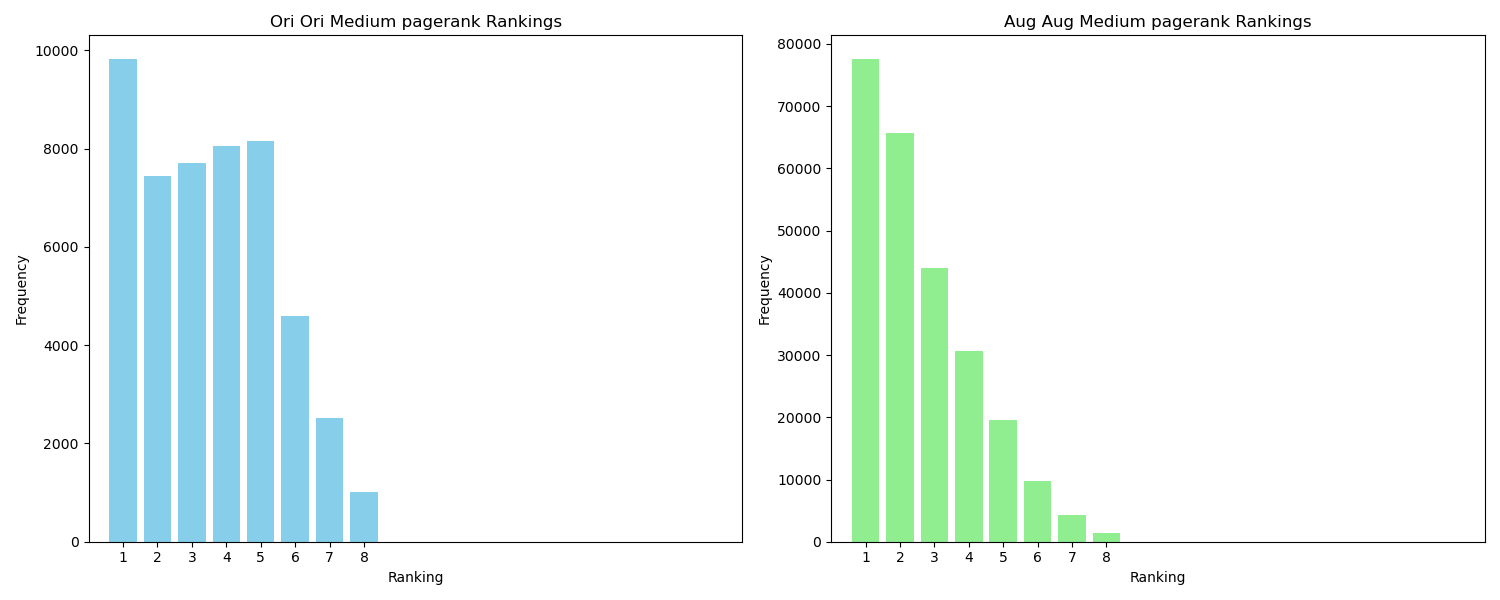 Ori Ori Medium pagerank Rankings
Frequency
10000
8000
6000
4000
2000
0
1 2 3 4 5 6 7 8
Ranking
Aug Aug Medium pagerank Rankings
Frequency
80000
70000
60000
50000
40000
30000
20000
10000
0
1 2 3 4 5 6 7 8
Ranking